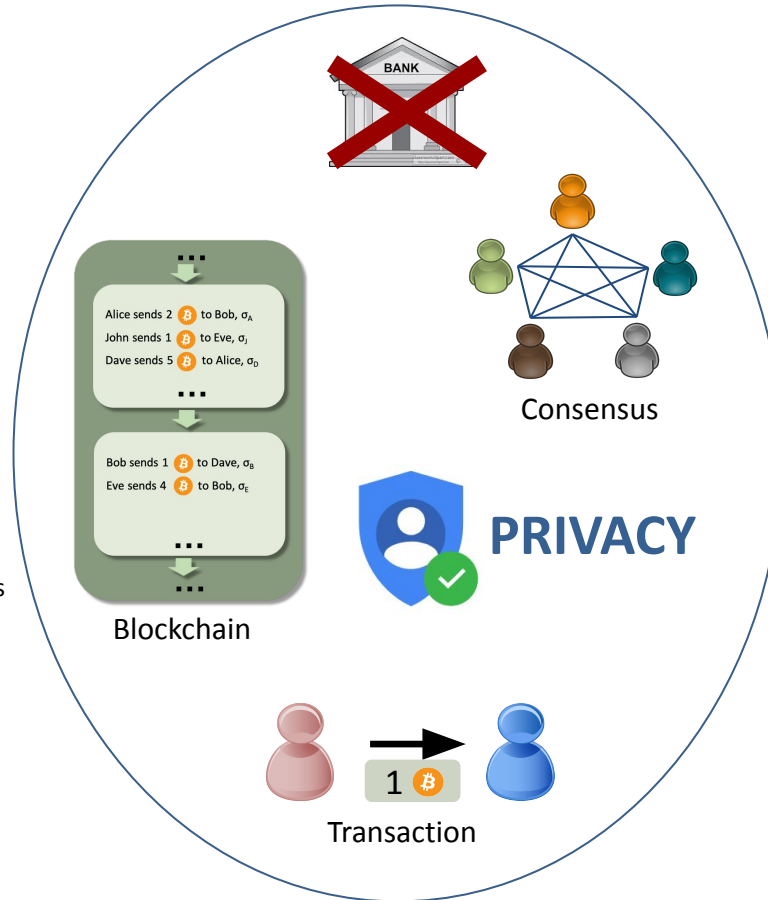 BANK
...
Alice sends 2 ₿ to Bob, σA
John sends 1 ₿ to Eve, σJ
Dave sends 5 ₿ to Alice, σD
...
Bob sends 1 ₿ to Dave, σB
Eve sends 4 ₿ to Bob, σE
...
...
Blockchain
Consensus
PRIVACY
s
1 ₿
Transaction